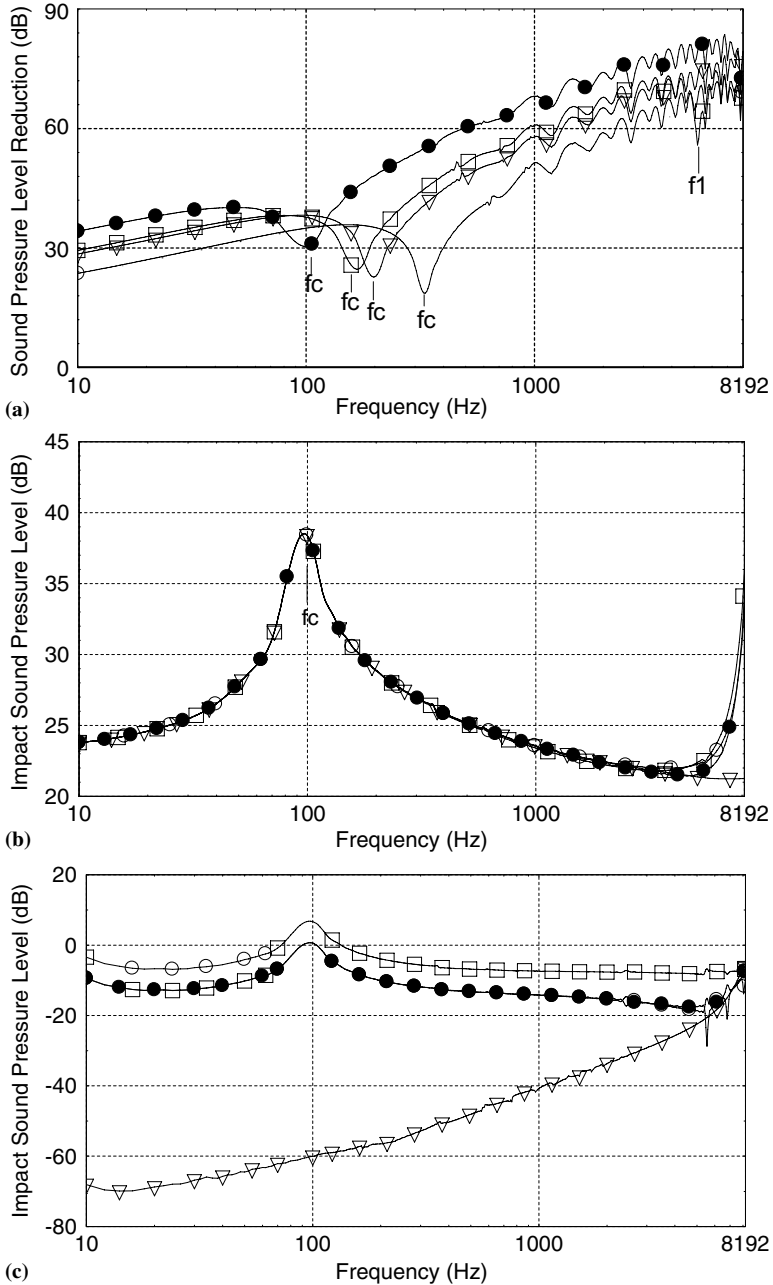 Sound Pressure Level Reduction (dB)
90
60
30
0
fc
fc
fc
fc
f1
10
100
1000
8192
Frequency (Hz)
(a)
Impact Sound Pressure Level (dB)
45
40
35
30
25
20
fc
10
100
1000
8192
Frequency (Hz)
(b)
Impact Sound Pressure Level (dB)
20
0
-20
-40
-60
-80
10
100
1000
8192
Frequency (Hz)
(c)